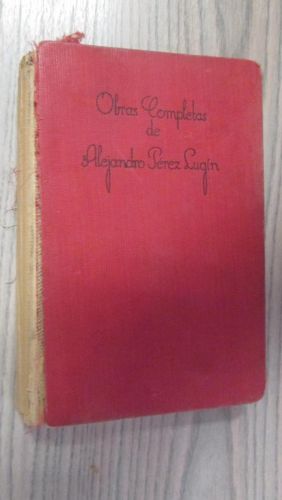 Obras Completas
de
Alejandro Pérez Lugín